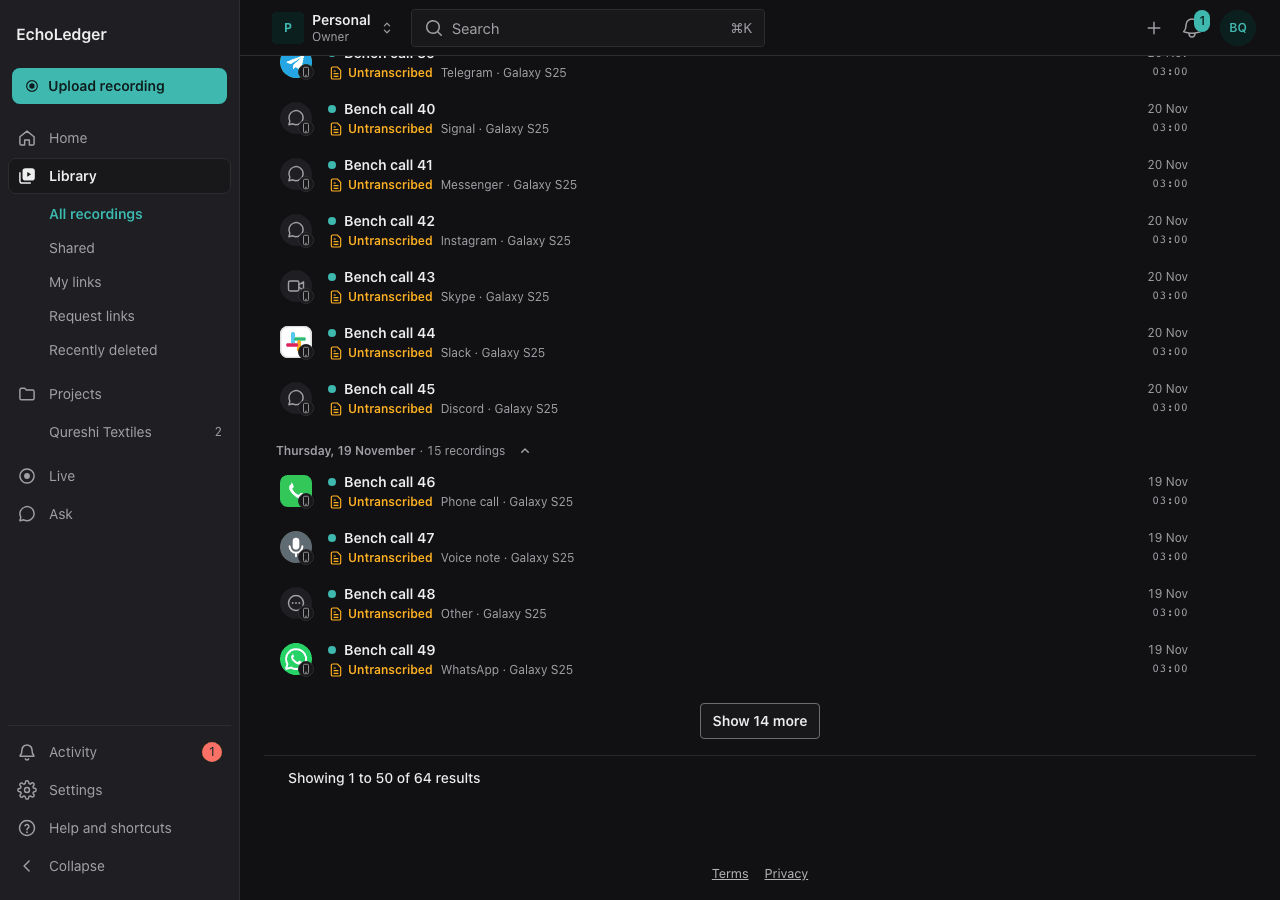 EchoLedger
Upload recording
Home
Library
All recordings
Shared
My links
Request links
Recently deleted
Projects
Qureshi Textiles 2
Live
Ask
Activity 1
Settings
Help and shortcuts
Collapse
P Personal
Owner
Search ⌘K
1
BQ
Untranscribed Telegram · Galaxy S25
03:00
Bench call 40 20 Nov
Untranscribed Signal · Galaxy S25 03:00
Bench call 41 20 Nov
Untranscribed Messenger · Galaxy S25 03:00
Bench call 42 20 Nov
Untranscribed Instagram · Galaxy S25 03:00
Bench call 43 20 Nov
Untranscribed Skype · Galaxy S25 03:00
Bench call 44 20 Nov
Untranscribed Slack · Galaxy S25 03:00
Bench call 45 20 Nov
Untranscribed Discord · Galaxy S25 03:00
Thursday, 19 November · 15 recordings
Bench call 46 19 Nov
Untranscribed Phone call · Galaxy S25 03:00
Bench call 47 19 Nov
Untranscribed Voice note · Galaxy S25 03:00
Bench call 48 19 Nov
Untranscribed Other · Galaxy S25 03:00
Bench call 49 19 Nov
Untranscribed WhatsApp · Galaxy S25 03:00
Show 14 more
Showing 1 to 50 of 64 results
Terms Privacy